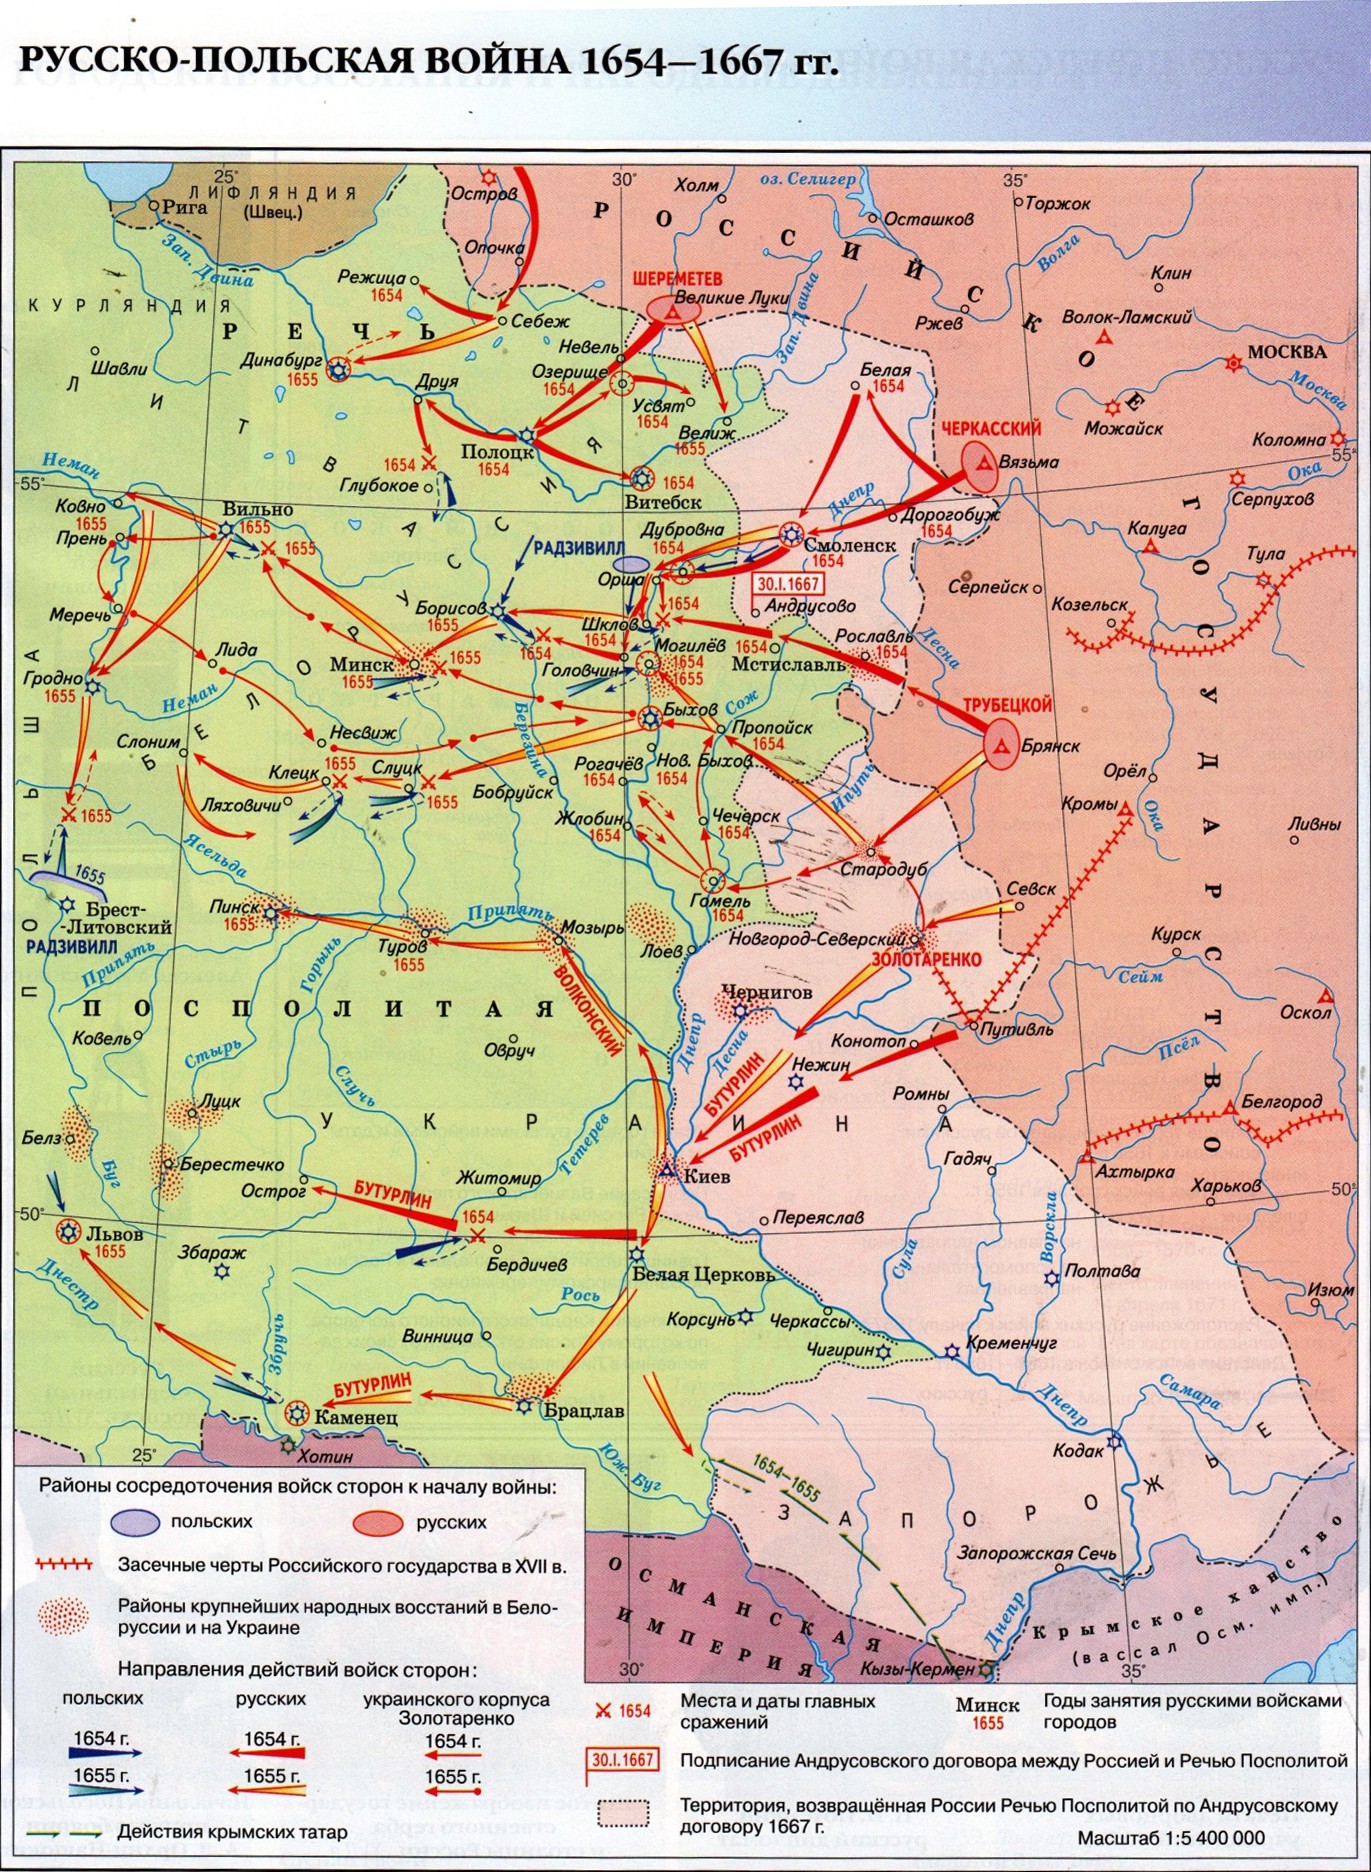 РУССКО-ПОЛЬСКАЯ ВОЙНА 1654—1667 гг.
25°
30°
35°
ЛИФЛЯНДИЯ
(Швец.)
Рига
Остров
Холм
оз. Селигер
Торжок
Осташков
РОССИЙСКОЕ
ГОСУДАРСТВО
Зап. Двина
Опочка
Волга
Режица
1654
ШЕРЕМЕТЕВ
Великие Луки
Зап. Двина
Клин
КУРЛЯНДИЯ
РЕЧЬ
Себеж
Ржев
Волок-Ламский
Шавли
Динабург
1655
Невель
Озерище
1654
МОСКВА
Москва
ЛИТВА
Друя
Усвят
1654
Белая
1654
Можайск
Коломна
Велиж
1655
ЧЕРКАССКИЙ
Вязьма
55°
Ока
Неман
55°
Полоцк
1654
1654
Глубокое
Витебск
1654
Днепр
Серпухов
Ковно
1655
Прень
Вильно
1655
1655
Дубровна
1654
Дорогобуж
1654
Калуга
Тула
РАДЗИВИЛЛ
Смоленск
1654
Орша
30.I.1667
Андрусово
Серпейск
Козельск
Меречь
Борисов
1655
1654
Шклов
1654
1654
БЕЛОРУССИЯ
Лида
Минск
1655
1655
Головчин
Могилёв
1654
1655
1654
Мстиславль
Рославль
Десна
Гродно
1655
Неман
Березина
Сож
ТРУБЕЦКОЙ
Брянск
Быхов
Пропойск
1654
Слоним
Несвиж
1655
Клецк
Слуцк
1655
Ляховичи
Бобруйск
Рогачёв
1654
Нов. Быхов
1654
Ипуть
Орёл
Кромы
Ока
Ливны
1655
ПОЛЬША
Жлобин
1654
Чечерск
1654
Стародуб
Ясельда
1655
Гомель
1654
Севск
Брест-
-Литовский
РАДЗИВИЛЛ
Пинск
1655
Припять
Туров
1655
Мозырь
Лоев
Новгород-Северский
ЗОЛОТАРЕНКО
Курск
Сейм
Припять
Горынь
ВОЛКОНСКИЙ
Чернигов
Оскол
ПОСПОЛИТАЯ
Ковель
Стырь
Овруч
Днепр
Десна
Конотоп
Путивль
Псёл
Случь
БУТУРЛИН
Нежин
Луцк
Ромны
Белгород
УКРАИНА
Белз
Берестечко
Тетерев
БУТУРЛИН
Буг
Острог
Житомир
Киев
Гадяч
Ахтырка
Харьков
БУТУРЛИН
1654
50°
50°
Львов
1655
Переяслав
Ворскла
Збараж
Бердичев
Белая Церковь
Сула
Полтава
Днестр
Рось
Изюм
Збручь
Корсунь
Черкассы
Винница
Чигирин
Кременчуг
БУТУРЛИН
Каменец
Брацлав
Днепр
Самара
Хотин
25°
Юж. Буг
1654—1655
Кодак
ЗАПОРОЖЬЕ
Запорожская Сечь
ОСМАНСКАЯ
ИМПЕРИЯ
Днепр
Крымское ханство
(вассал Осм. имп.)
Кызы-Кермен
30°
35°
Районы сосредоточения войск сторон к началу войны:
польских
русских
Засечные черты Российского государства в XVII в.
Районы крупнейших народных восстаний в Бело-
руссии и на Украине
Направления действий войск сторон:
польских
русских
украинского корпуса
Золотаренко
1654 г.
1654 г.
1654 г.
1655 г.
1655 г.
1655 г.
Действия крымских татар
1654
Места и даты главных
сражений
Минск
1655
Годы занятия русскими войсками
городов
30.I.1667
Подписание Андрусовского договора между Россией и Речью Посполитой
Территория, возвращённая России Речью Посполитой по Андрусовскому
договору 1667 г.
Масштаб 1:5 400 000